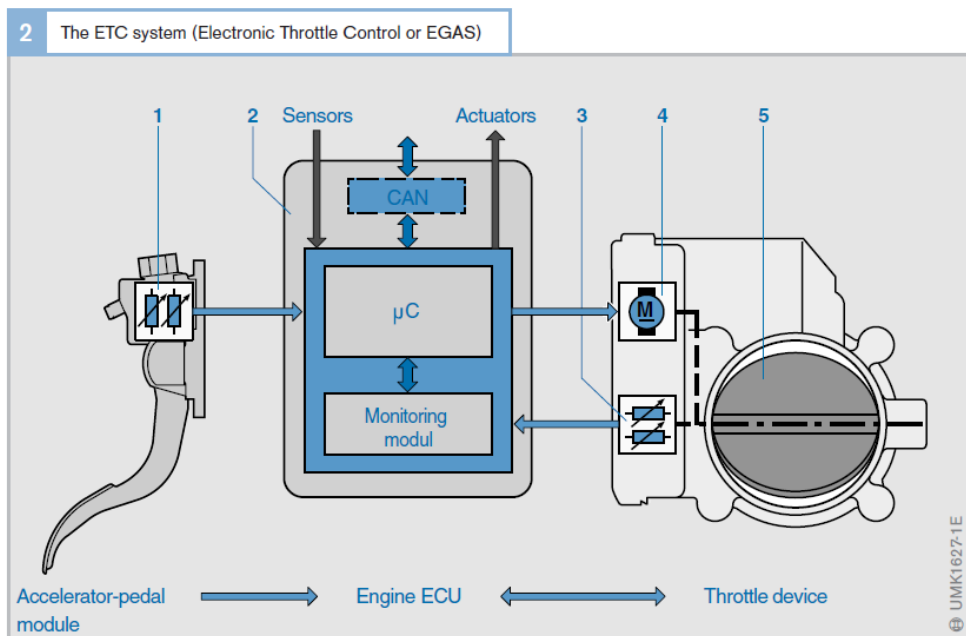 2 The ETC system (Electronic Throttle Control or EGAS)
1 2 Sensors Actuators 3 4 5
CAN
µC
M
Monitoring
modul
Accelerator-pedal
module
Engine ECU
Throttle device
UMK1627-1E